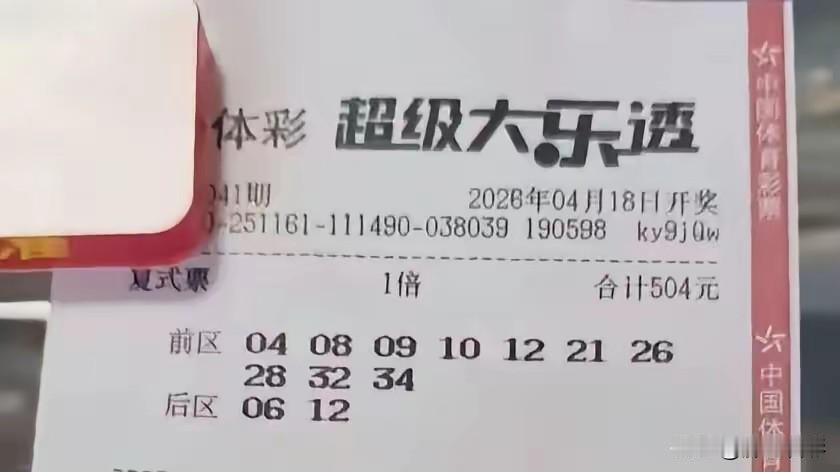 体彩 超级大乐透
041期 2026年04月18日开奖
-251161-111490-038039 190598 ky9jQw
复式票 1倍 合计504元
前区 04 08 09 10 12 21 26
28 32 34
后区 06 12
中国体育彩票
中国体育